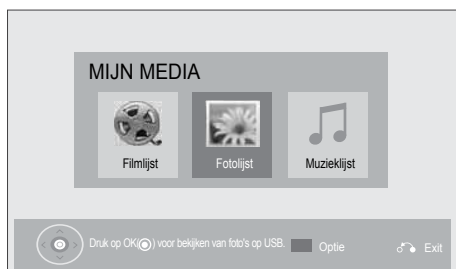 MIJN MEDIA
Filmlijst
Fotolijst
Muzieklijst
Druk op OK(◉) voor bekijken van foto's op USB.
Optie
Exit